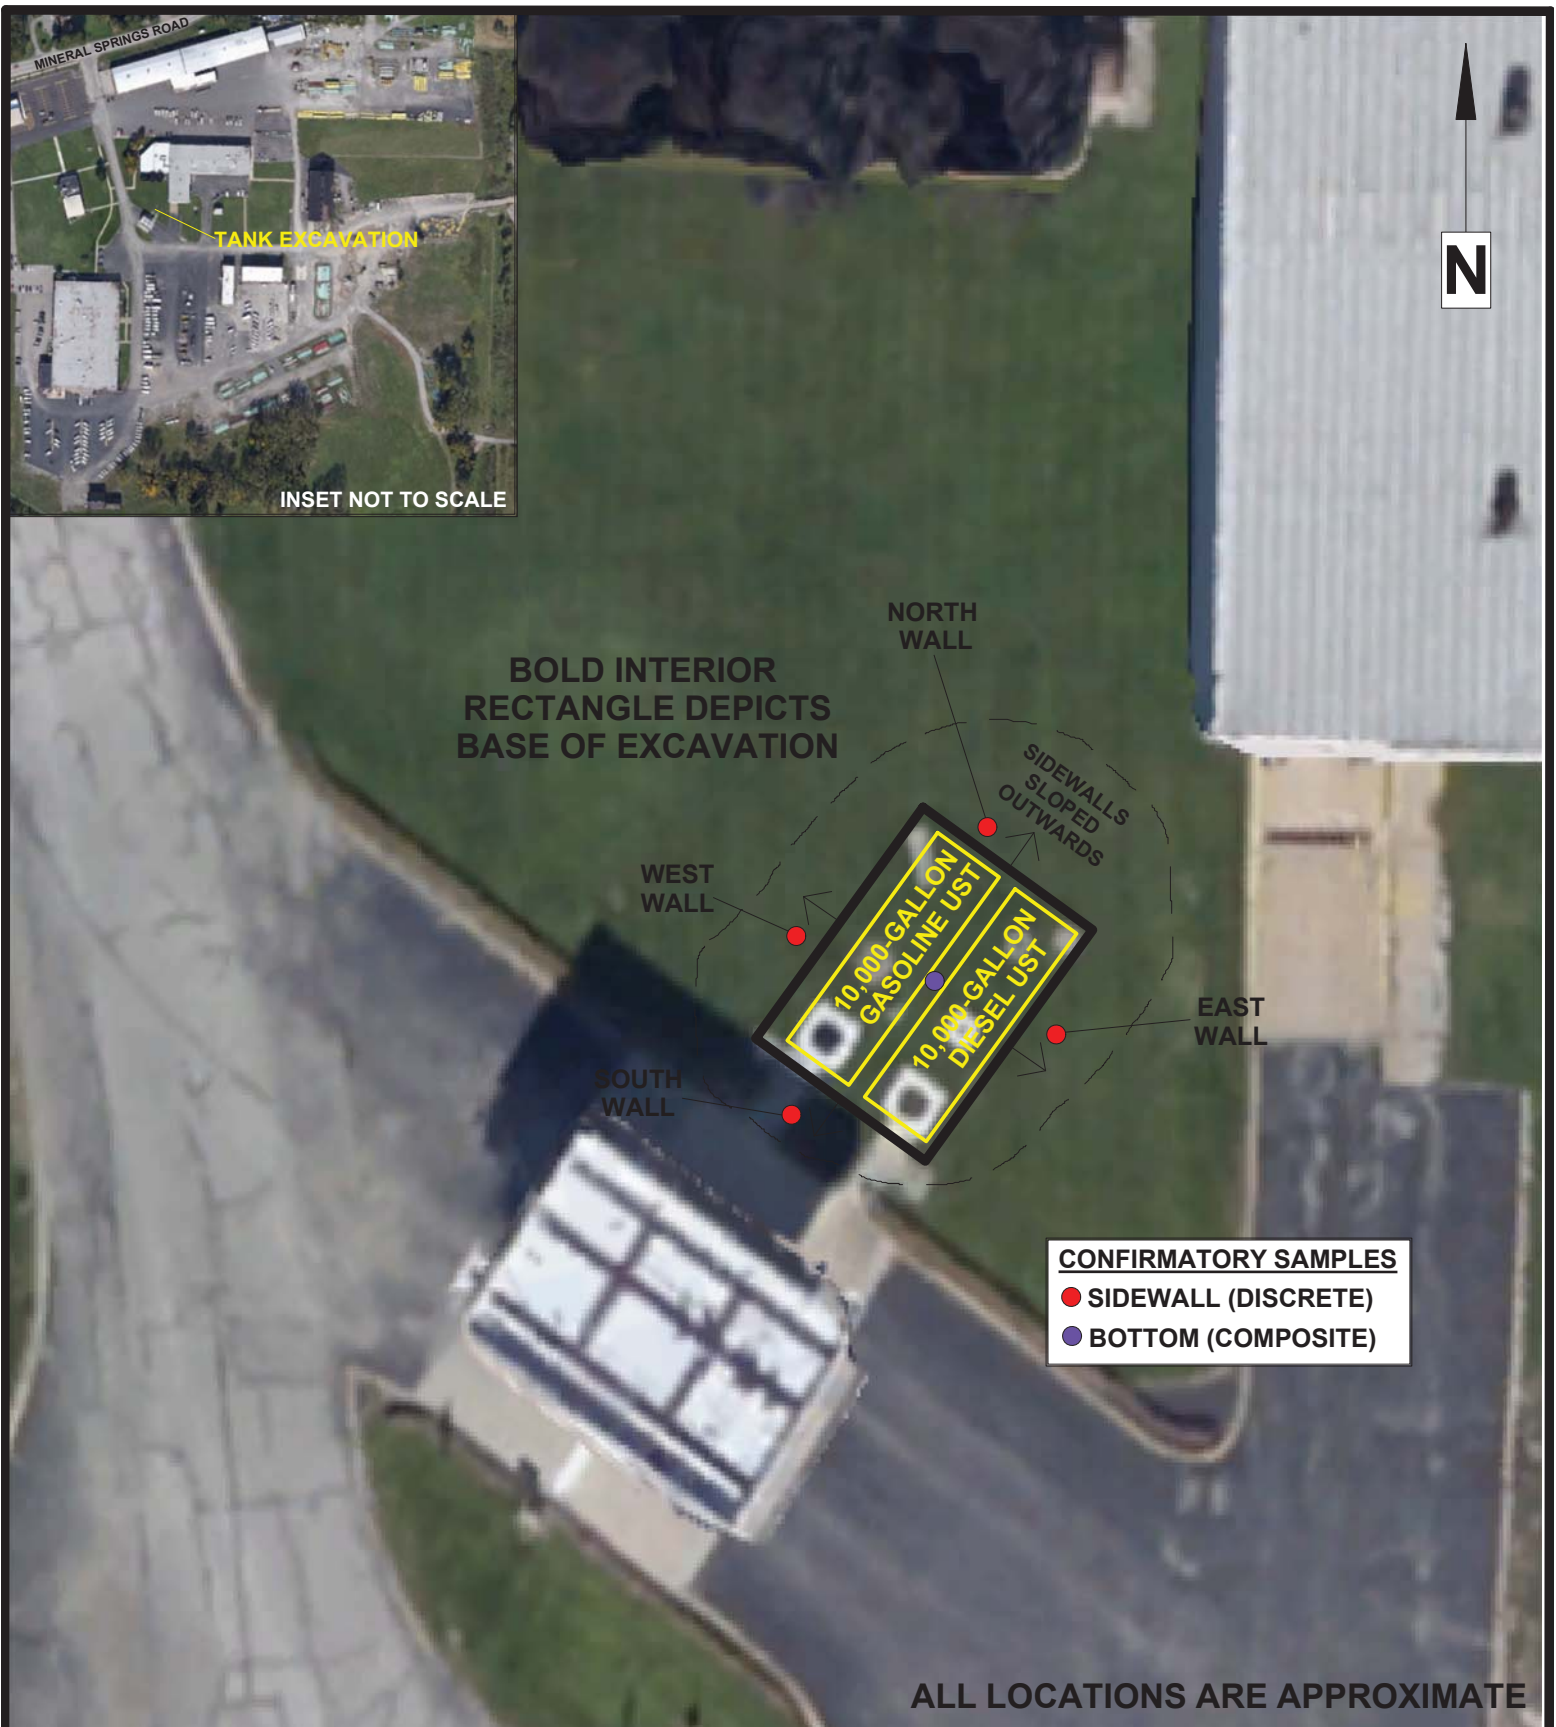 MINERAL SPRINGS ROAD
TANK EXCAVATION
INSET NOT TO SCALE
N
NORTH
WALL
BOLD INTERIOR
RECTANGLE DEPICTS
BASE OF EXCAVATION
SIDEWALLS
SLOPED
OUTWARDS
WEST
WALL
10,000-GALLON
GASOLINE UST
10,000-GALLON
DIESEL UST
EAST
WALL
SOUTH
WALL
CONFIRMATORY SAMPLES
SIDEWALL (DISCRETE)
BOTTOM (COMPOSITE)
ALL LOCATIONS ARE APPROXIMATE